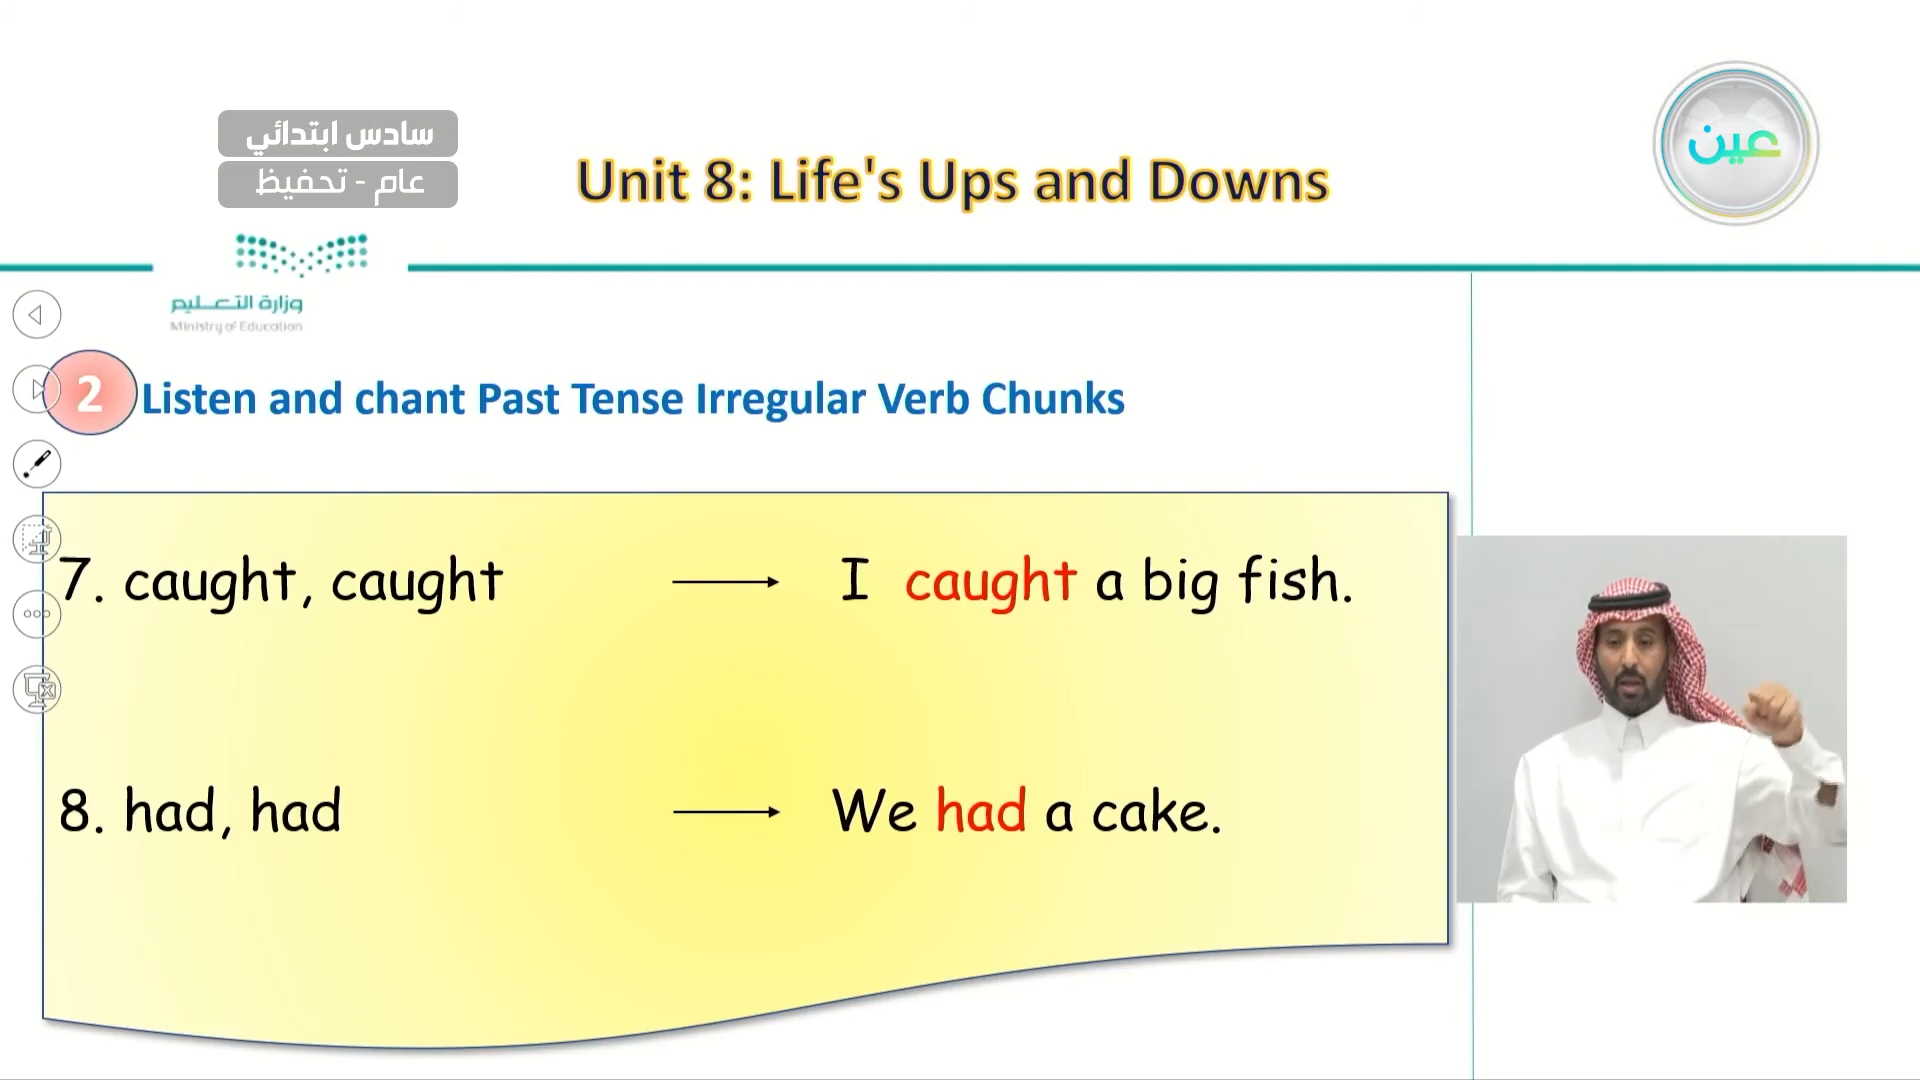 سادس ابتدائي
عام - تحفيظ
Unit 8: Life's Ups and Downs
عين
وزارة التعليم
Ministry of Education
2 Listen and chant Past Tense Irregular Verb Chunks
7. caught, caught → I caught a big fish.
8. had, had → We had a cake.